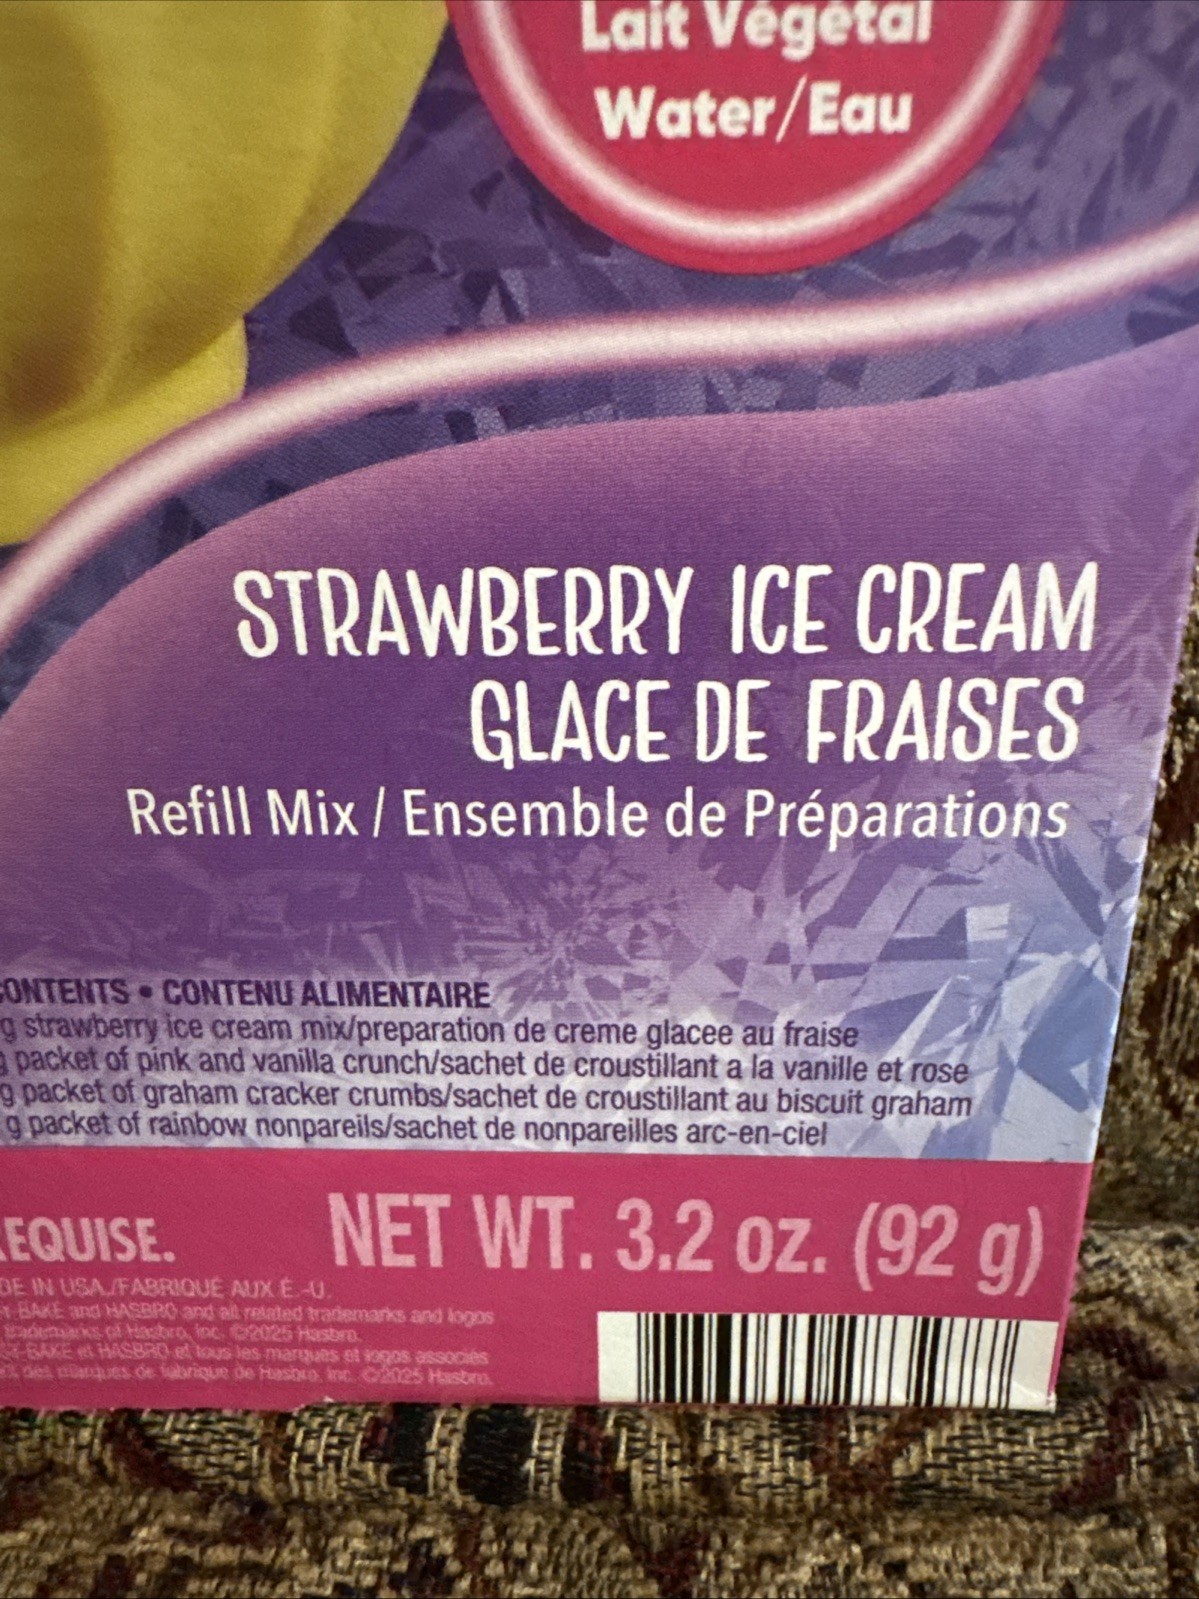 Lait Végétal
Water/Eau
STRAWBERRY ICE CREAM
GLACE DE FRAISES
Refill Mix / Ensemble de Préparations
CONTENTS • CONTENU ALIMENTAIRE
g strawberry ice cream mix/preparation de creme glacee au fraise
g packet of pink and vanilla crunch/sachet de croustillant a la vanille et rose
g packet of graham cracker crumbs/sachet de croustillant au biscuit graham
g packet of rainbow nonpareils/sachet de nonpareilles arc-en-ciel
EQUISE.
NET WT. 3.2 oz. (92 g)
DE IN USA./FABRIQUÉ AUX É.-U.
-BAKE and HASBRO and all related trademarks and logos
trademarks of Hasbro, Inc. ©2025 Hasbro.
-BAKE et HASBRO et tous les marques et logos associés
des marques de fabrique de Hasbro, Inc. ©2025 Hasbro.